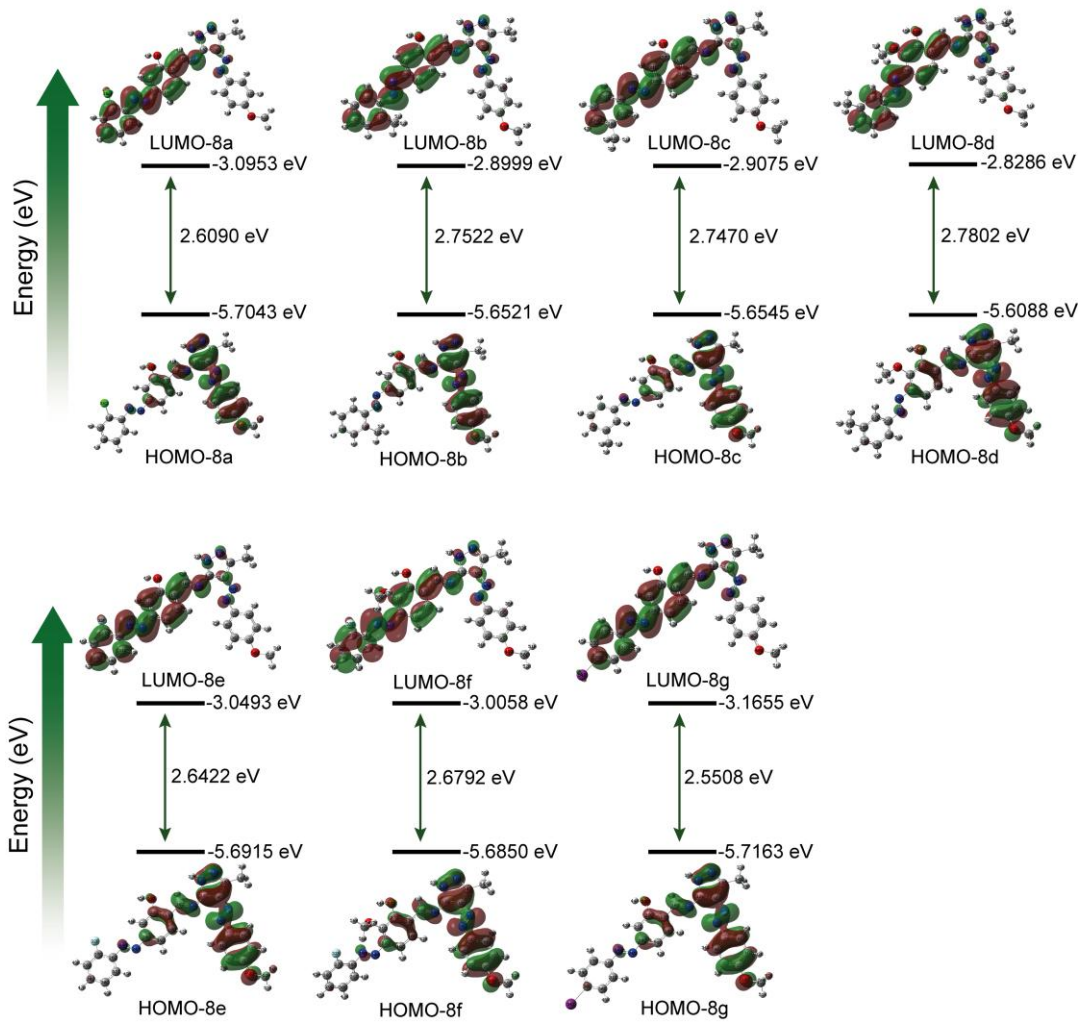 Energy (eV)
LUMO-8a
LUMO-8b
LUMO-8c
LUMO-8d
-3.0953 eV
-2.8999 eV
-2.9075 eV
-2.8286 eV
2.6090 eV
2.7522 eV
2.7470 eV
2.7802 eV
-5.7043 eV
-5.6521 eV
-5.6545 eV
-5.6088 eV
HOMO-8a
HOMO-8b
HOMO-8c
HOMO-8d
Energy (eV)
LUMO-8e
LUMO-8f
LUMO-8g
-3.0493 eV
-3.0058 eV
-3.1655 eV
2.6422 eV
2.6792 eV
2.5508 eV
-5.6915 eV
-5.6850 eV
-5.7163 eV
HOMO-8e
HOMO-8f
HOMO-8g